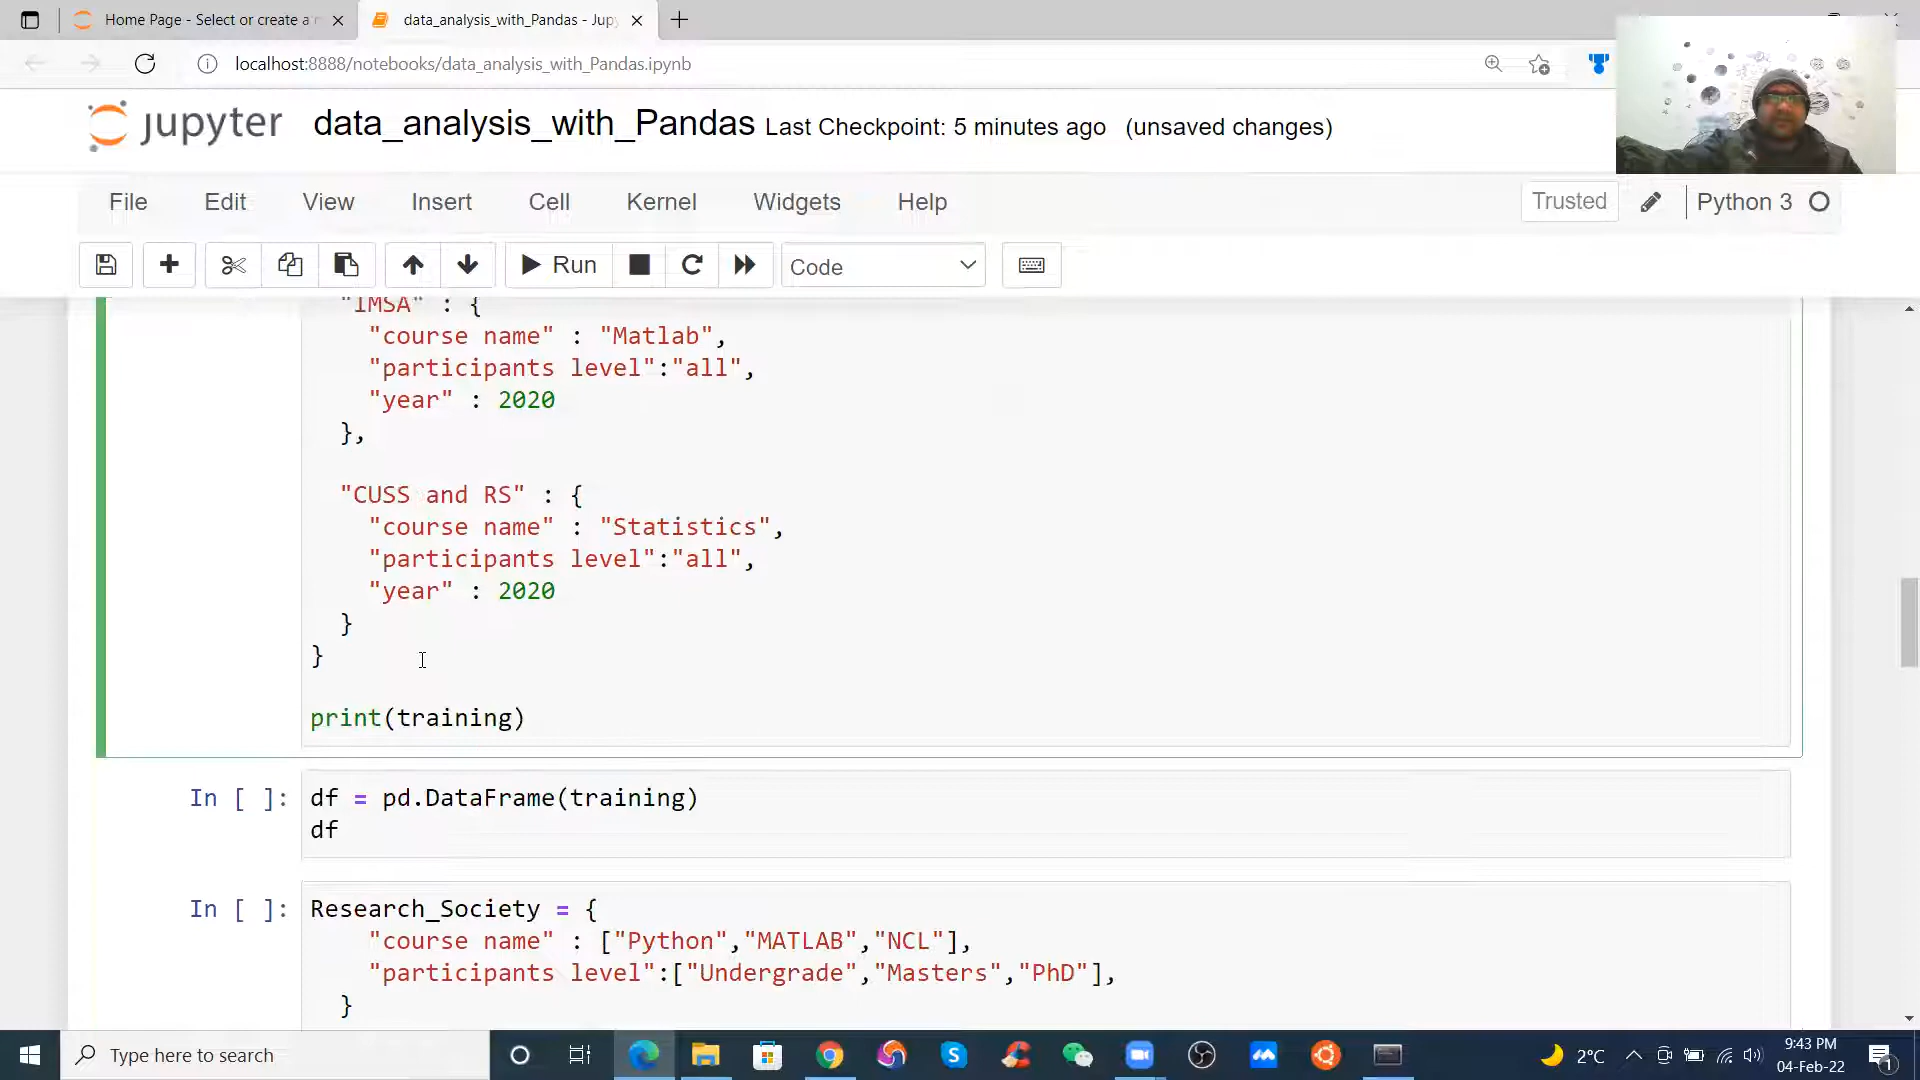 Home Page - Select or create a n
data_analysis_with_Pandas - Jup
localhost:8888/notebooks/data_analysis_with_Pandas.ipynb
jupyter data_analysis_with_Pandas Last Checkpoint: 5 minutes ago (unsaved changes)
File Edit View Insert Cell Kernel Widgets Help Trusted Python 3
Run Code
"IMSA" : {
"course name" : "Matlab",
"participants level":"all",
"year" : 2020
},
"CUSS and RS" : {
"course name" : "Statistics",
"participants level":"all",
"year" : 2020
}
}
print(training)
In [ ]: df = pd.DataFrame(training)
df
In [ ]: Research_Society = {
"course name" : ["Python","MATLAB","NCL"],
"participants level":["Undergrade","Masters","PhD"],
}
Type here to search
2°C
9:43 PM
04-Feb-22
1